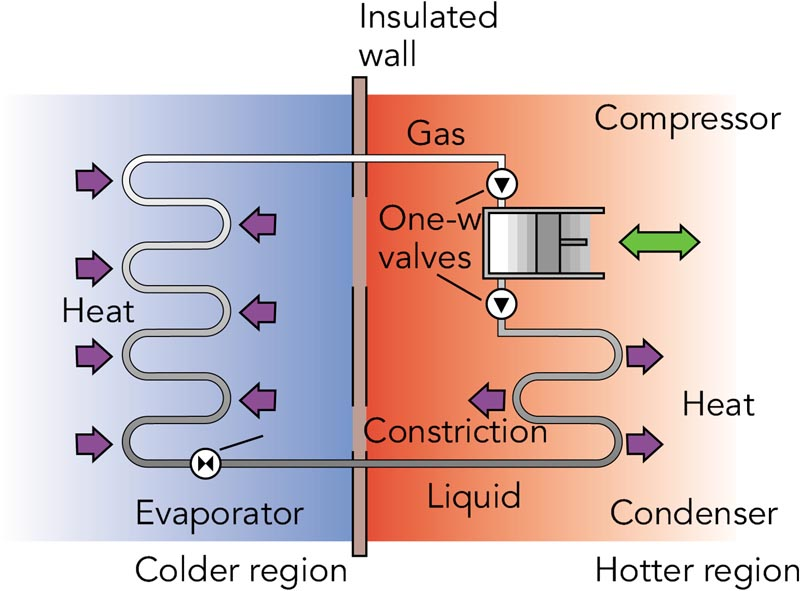 Insulated
wall
Gas
Compressor
One-w
valves
Heat
Heat
Constriction
Liquid
Evaporator
Condenser
Colder region
Hotter region